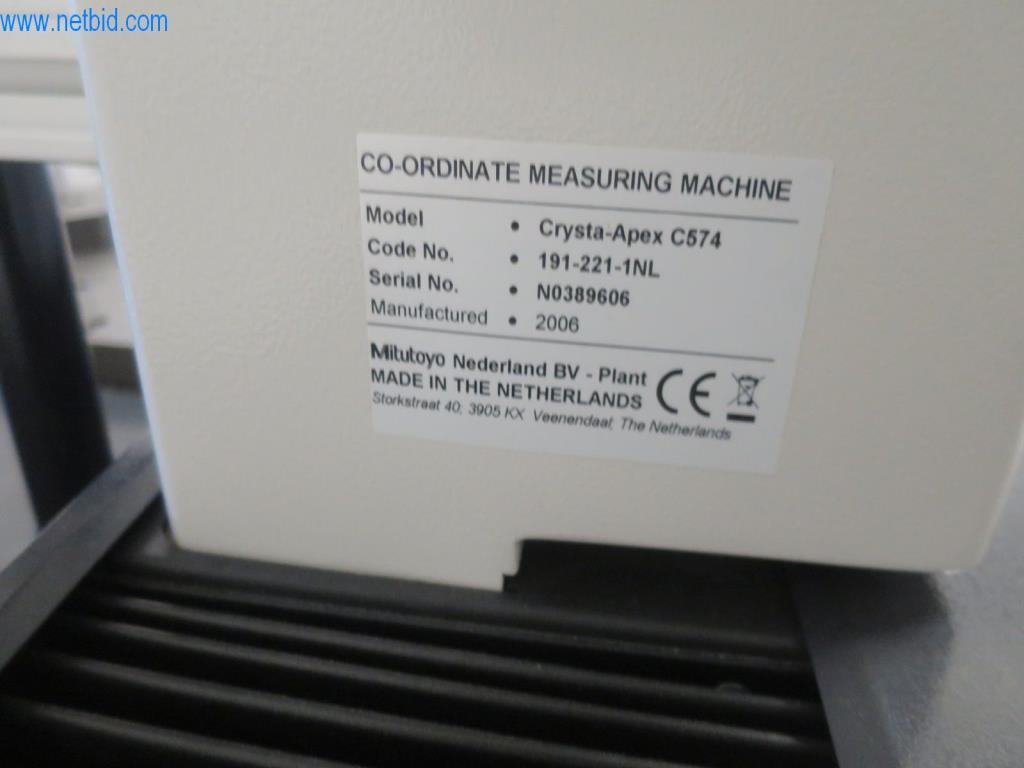 www.netbid.com
CO-ORDINATE MEASURING MACHINE
Model • Crysta-Apex C574
Code No. • 191-221-1NL
Serial No. • N0389606
Manufactured • 2006
Mitutoyo Nederland BV - Plant
MADE IN THE NETHERLANDS
CE
Storkstraat 40, 3905 KX Veenendaal, The Netherlands